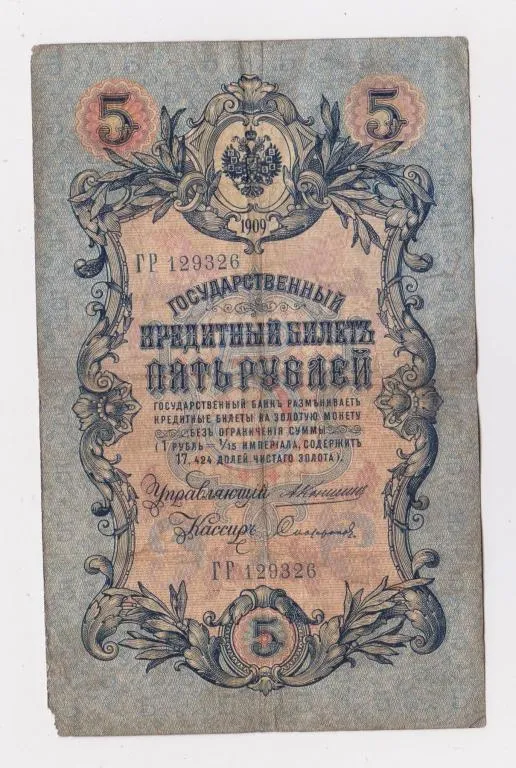 5 5
1909
ГР 129326
ГОСУДАРСТВЕННЫЙ
КРЕДИТНЫЙ БИЛЕТЪ
ПЯТЬ РУБЛЕЙ
ГОСУДАРСТВЕННЫЙ БАНКЪ РАЗМѢНИВАЕТЪ
КРЕДИТНЫЕ БИЛЕТЫ НА ЗОЛОТУЮ МОНЕТУ
БЕЗЪ ОГРАНИЧЕНІЯ СУММЫ
(1 РУБЛЬ = 1/15 ИМПЕРІАЛА, СОДЕРЖИТЪ
17,424 ДОЛЕЙ ЧИСТАГО ЗОЛОТА).
Управляющій
Кассиръ
ГР 129326
5